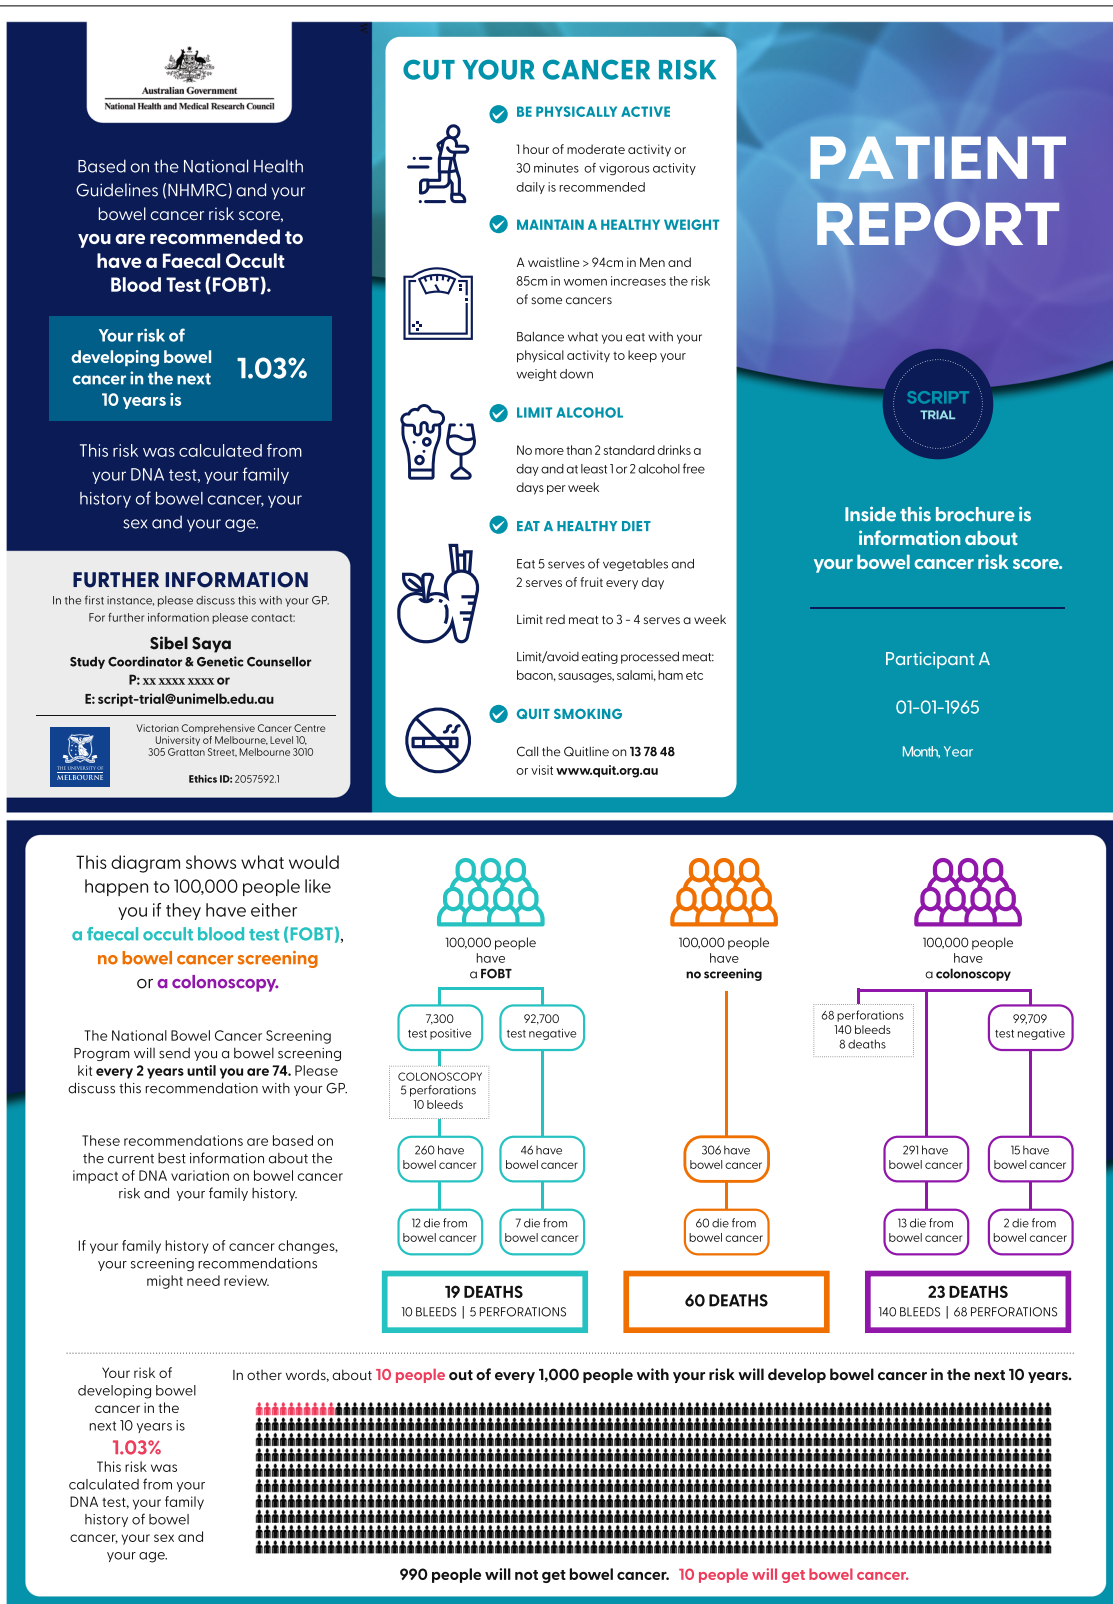 Australian Government
National Health and Medical Research Council
Based on the National Health
Guidelines (NHMRC) and your
bowel cancer risk score,
you are recommended to
have a Faecal Occult
Blood Test (FOBT).
Your risk of
developing bowel
cancer in the next
10 years is
1.03%
This risk was calculated from
your DNA test, your family
history of bowel cancer, your
sex and your age.
FURTHER INFORMATION
In the first instance, please discuss this with your GP.
For further information please contact:
Sibel Saya
Study Coordinator & Genetic Counsellor
P: xx xxxx xxxx or
E: script-trial@unimelb.edu.au
THE UNIVERSITY OF
MELBOURNE
Victorian Comprehensive Cancer Centre
University of Melbourne, Level 10,
305 Grattan Street, Melbourne 3010
Ethics ID: 2057592.1
CUT YOUR CANCER RISK
BE PHYSICALLY ACTIVE
1 hour of moderate activity or
30 minutes of vigorous activity
daily is recommended
MAINTAIN A HEALTHY WEIGHT
A waistline > 94cm in Men and
85cm in women increases the risk
of some cancers
Balance what you eat with your
physical activity to keep your
weight down
LIMIT ALCOHOL
No more than 2 standard drinks a
day and at least 1 or 2 alcohol free
days per week
EAT A HEALTHY DIET
Eat 5 serves of vegetables and
2 serves of fruit every day
Limit red meat to 3 - 4 serves a week
Limit/avoid eating processed meat:
bacon, sausages, salami, ham etc
QUIT SMOKING
Call the Quitline on 13 78 48
or visit www.quit.org.au
PATIENT
REPORT
SCRIPT
TRIAL
Inside this brochure is
information about
your bowel cancer risk score.
Participant A
01-01-1965
Month, Year
This diagram shows what would
happen to 100,000 people like
you if they have either
a faecal occult blood test (FOBT),
no bowel cancer screening
or a colonoscopy.
The National Bowel Cancer Screening
Program will send you a bowel screening
kit every 2 years until you are 74. Please
discuss this recommendation with your GP.
These recommendations are based on
the current best information about the
impact of DNA variation on bowel cancer
risk and your family history.
If your family history of cancer changes,
your screening recommendations
might need review.
100,000 people
have
a FOBT
7,300
test positive
92,700
test negative
COLONOSCOPY
5 perforations
10 bleeds
260 have
bowel cancer
46 have
bowel cancer
12 die from
bowel cancer
7 die from
bowel cancer
19 DEATHS
10 BLEEDS | 5 PERFORATIONS
100,000 people
have
no screening
306 have
bowel cancer
60 die from
bowel cancer
60 DEATHS
100,000 people
have
a colonoscopy
68 perforations
140 bleeds
8 deaths
99,709
test negative
291 have
bowel cancer
15 have
bowel cancer
13 die from
bowel cancer
2 die from
bowel cancer
23 DEATHS
140 BLEEDS | 68 PERFORATIONS
Your risk of
developing bowel
cancer in the
next 10 years is
1.03%
This risk was
calculated from your
DNA test, your family
history of bowel
cancer, your sex and
your age.
In other words, about 10 people out of every 1,000 people with your risk will develop bowel cancer in the next 10 years.
990 people will not get bowel cancer. 10 people will get bowel cancer.